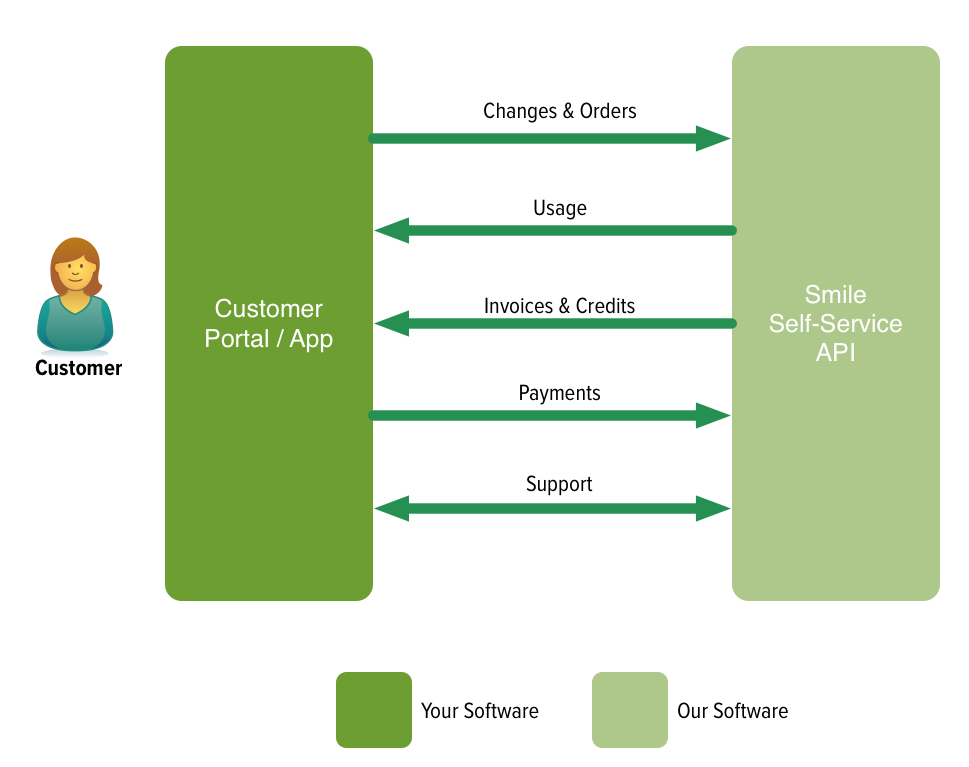 Changes & Orders
Usage
Invoices & Credits
Payments
Support
Customer
Customer
Portal / App
Smile
Self-Service
API
Your Software
Our Software